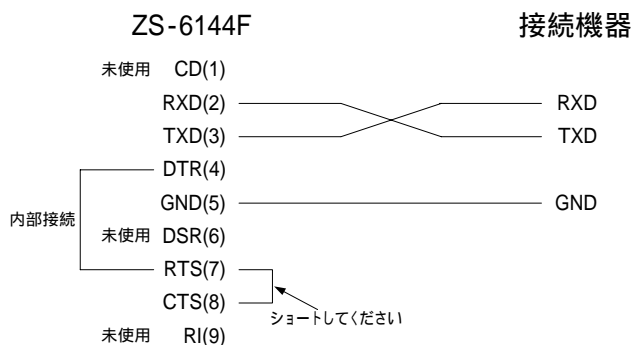 ZS-6144F 接続機器
未使用 CD(1)
RXD(2) RXD
TXD(3) TXD
DTR(4)
GND(5) GND
内部接続
未使用 DSR(6)
RTS(7)
CTS(8)
ショートしてください
未使用 RI(9)